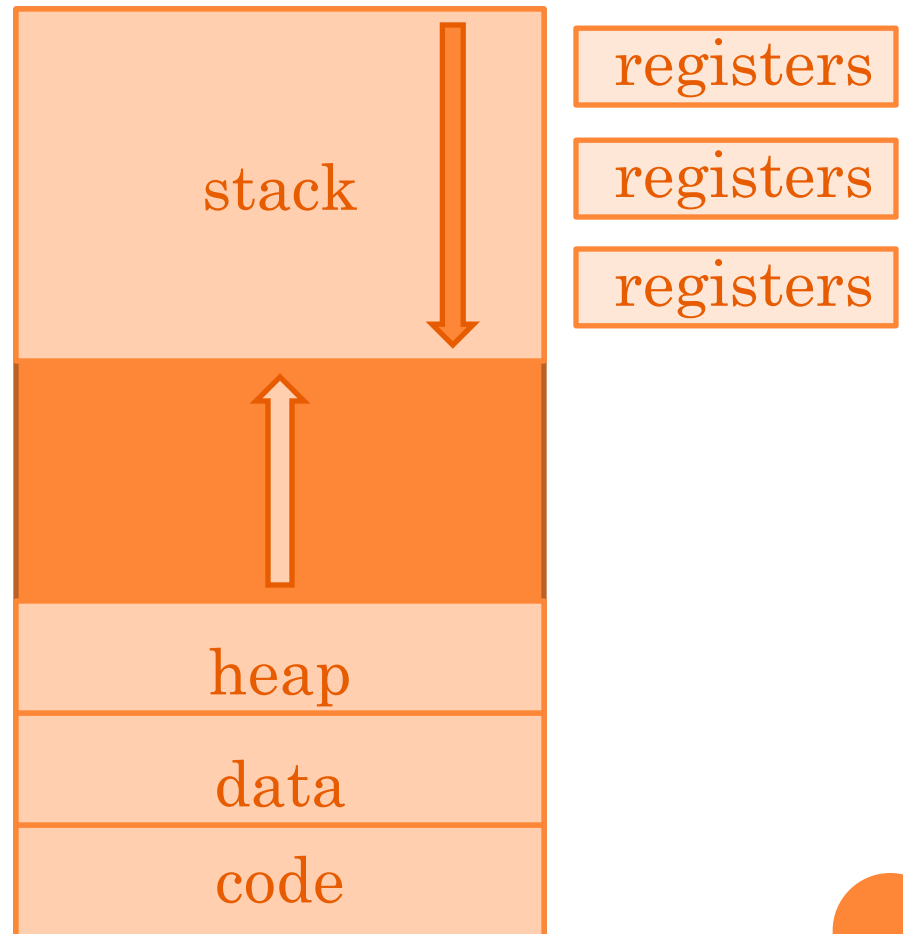 registers
registers
stack
registers
heap
data
code